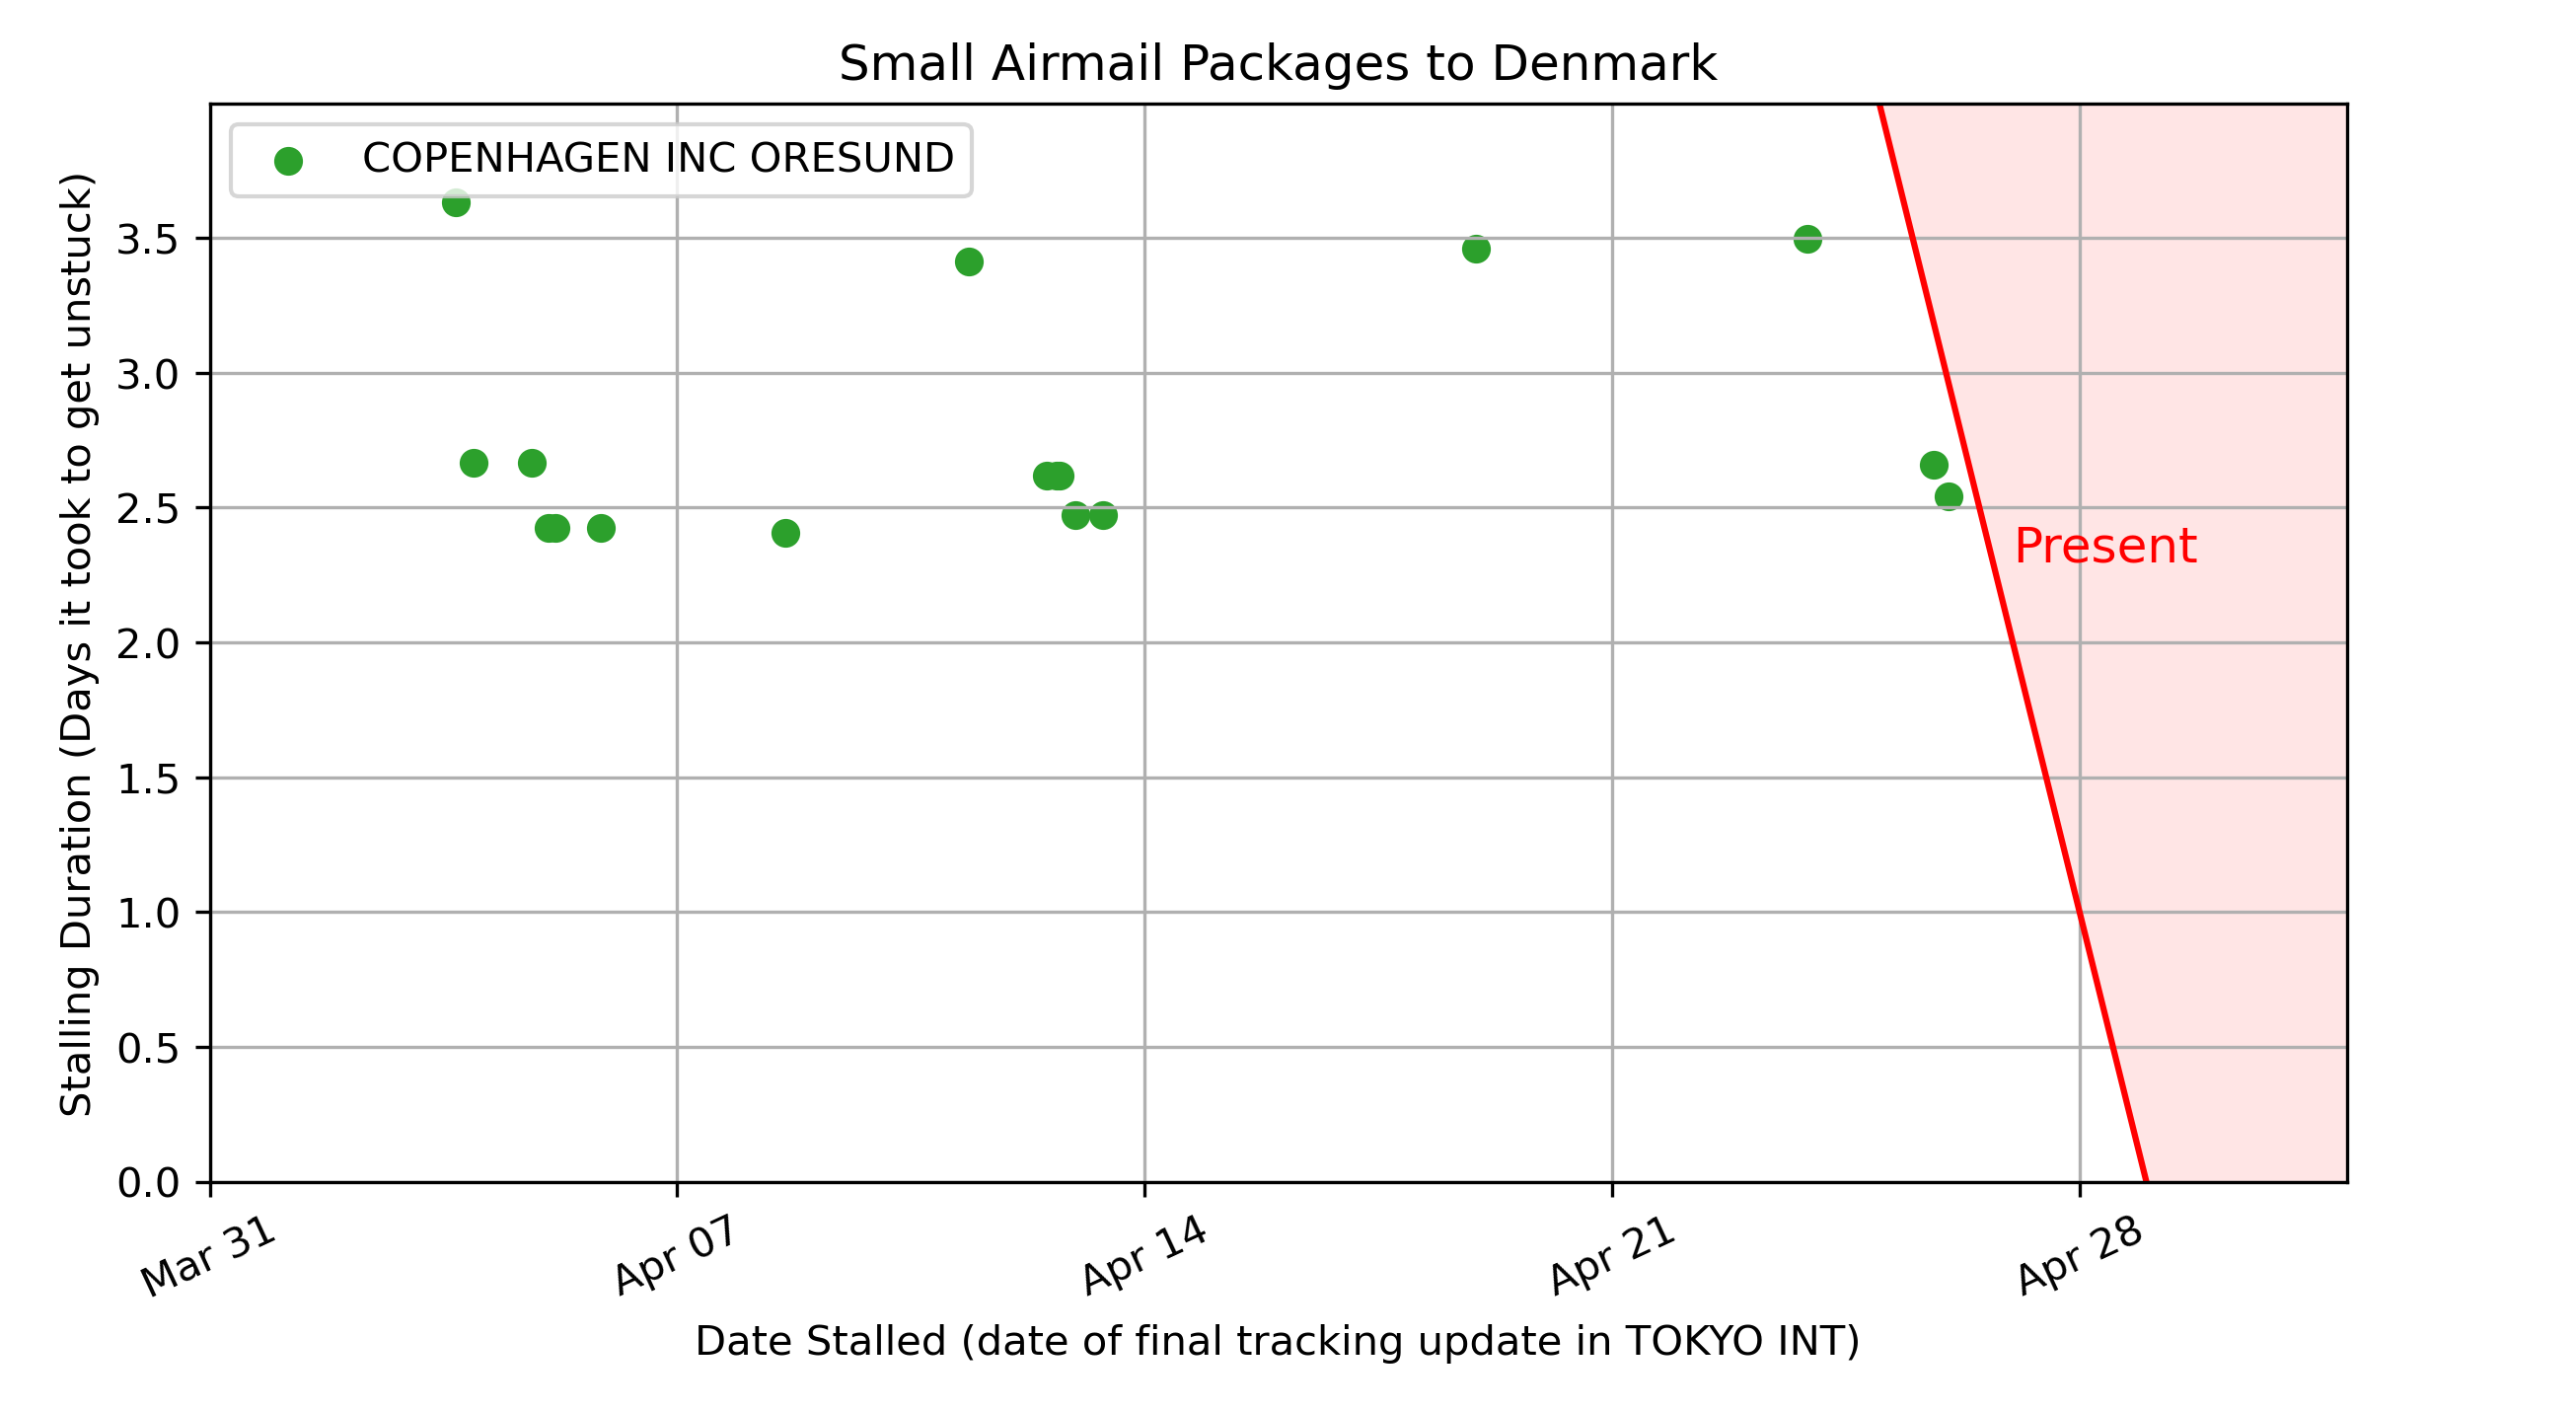 Small Airmail Packages to Denmark
COPENHAGEN INC ORESUND
Stalling Duration (Days it took to get unstuck)
3.5
3.0
2.5
2.0
1.5
1.0
0.5
0.0
Present
Mar 31
Apr 07
Apr 14
Apr 21
Apr 28
Date Stalled (date of final tracking update in TOKYO INT)